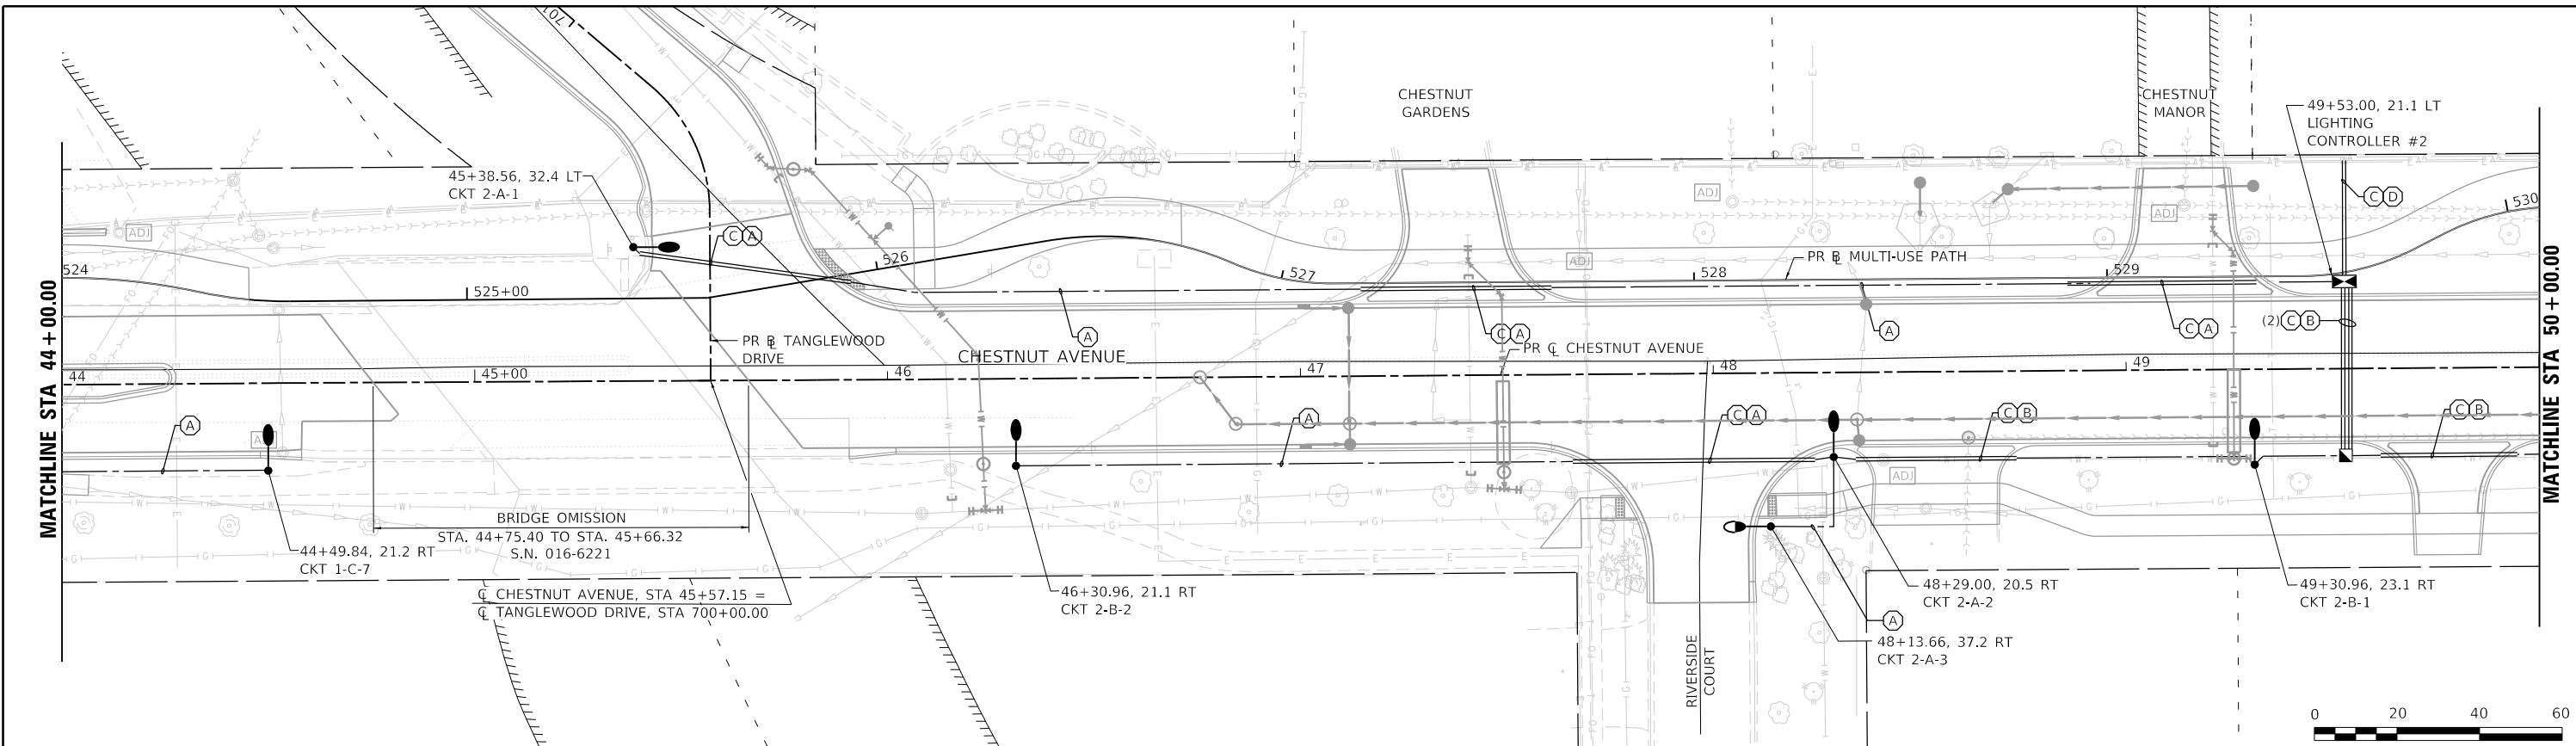 MATCHLINE STA 44+00.00
701
45+38.56, 32.4 LT
CKT 2-A-1
CHESTNUT
GARDENS
CHESTNUT
MANOR
49+53.00, 21.1 LT
LIGHTING
CONTROLLER #2
ADJ
ADJ
ADJ
ADJ
C A
C D
524
525+00
526
527
528
529
530
PR B MULTI-USE PATH
A
C A
A
C A
(2) C B
PR B TANGLEWOOD
DRIVE
CHESTNUT AVENUE
PR CL CHESTNUT AVENUE
44
45+00
46
47
48
49
A
A
C A
C B
C B
ADJ
BRIDGE OMISSION
STA. 44+75.40 TO STA. 45+66.32
S.N. 016-6221
44+49.84, 21.2 RT
CKT 1-C-7
CL CHESTNUT AVENUE, STA 45+57.15 =
CL TANGLEWOOD DRIVE, STA 700+00.00
46+30.96, 21.1 RT
CKT 2-B-2
48+29.00, 20.5 RT
CKT 2-A-2
A
48+13.66, 37.2 RT
CKT 2-A-3
49+30.96, 23.1 RT
CKT 2-B-1
RIVERSIDE
COURT
MATCHLINE STA 50+00.00
0 20 40 60